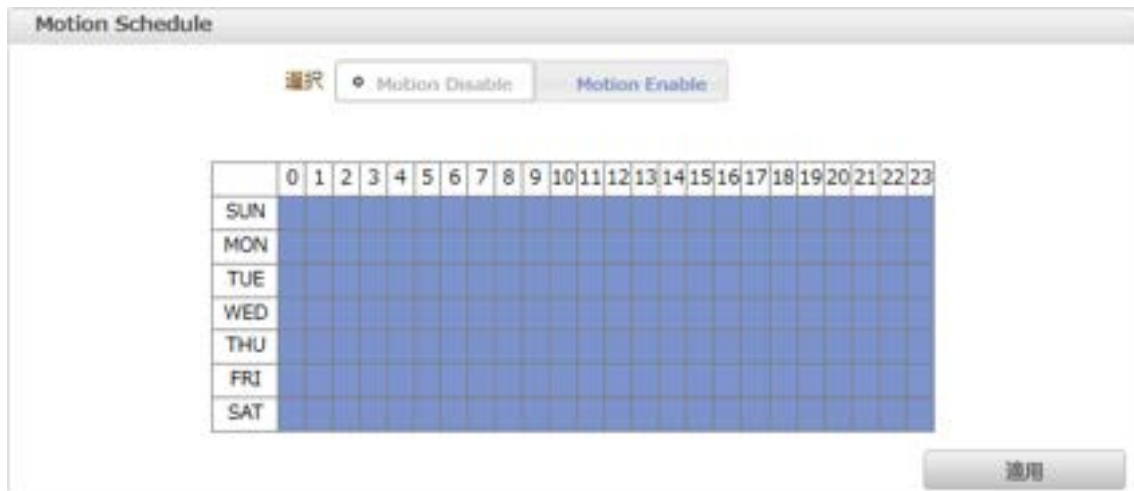 Motion Schedule
選択 Motion Disable Motion Enable
0 1 2 3 4 5 6 7 8 9 10 11 12 13 14 15 16 17 18 19 20 21 22 23
SUN
MON
TUE
WED
THU
FRI
SAT
適用